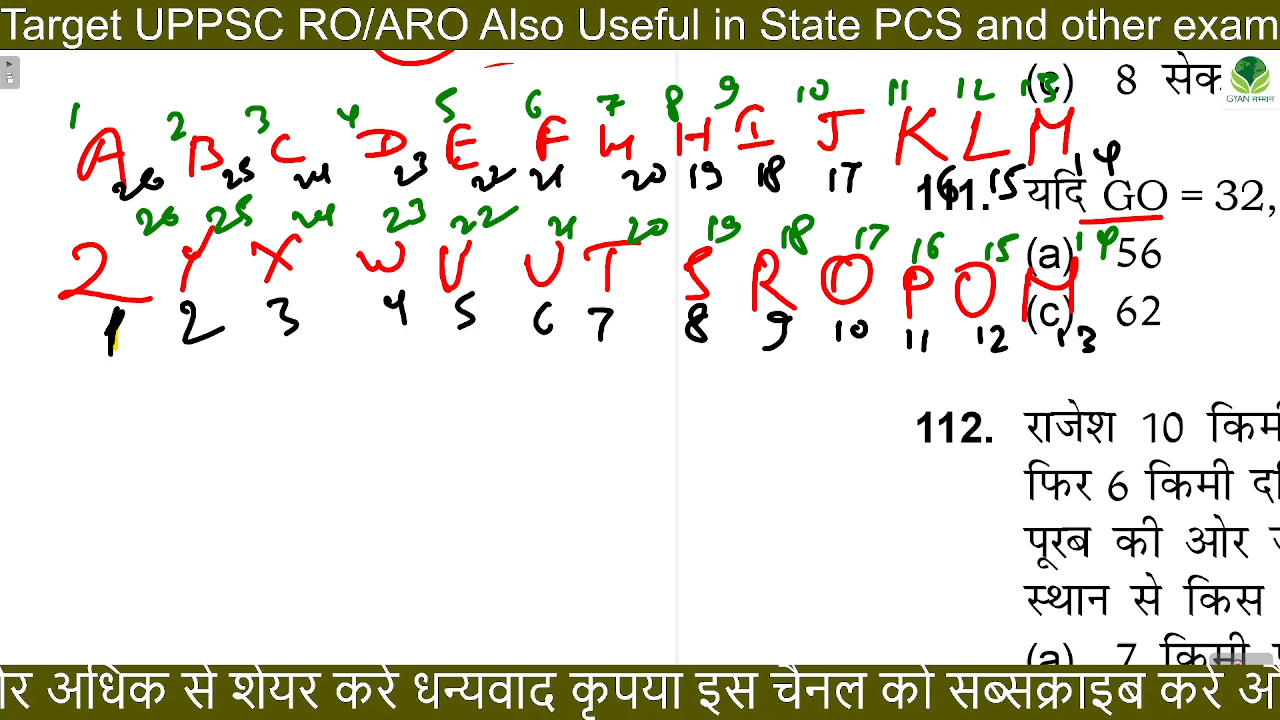 Target UPPSC RO/ARO Also Useful in State PCS and other exam
(c) 8 सेक
GYAN सम्मान
1 2 3 4 5 6 7 8 9 10 11 12 13
A B C D E F G H I J K L M
26 25 24 23 22 21 20 19 18 17 16 15 14
111. यदि GO = 32,
26 25 24 23 22 21 20 19 18 17 16 15 14
Z Y X W V U T S R Q P O M
(a) 56
1 2 3 4 5 6 7 8 9 10 11 12 13
(c) 62
112. राजेश 10 किमी
फिर 6 किमी
पूरब की ओर
स्थान से किस
(a) 7 किमी
अधिक से शेयर करे धन्यवाद कृपया इस चैनल को सब्सक्राइब करे